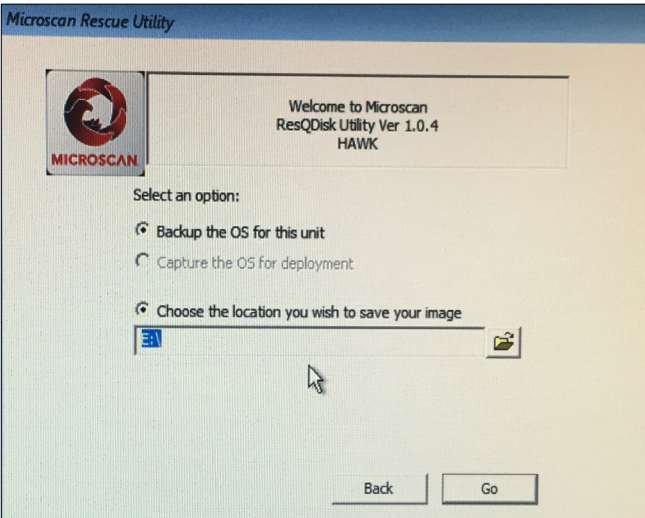 Microscan Rescue Utility
MICROSCAN
Welcome to Microscan
ResQDisk Utility Ver 1.0.4
HAWK
Select an option:
Backup the OS for this unit
Capture the OS for deployment
Choose the location you wish to save your image
E:\
Back
Go